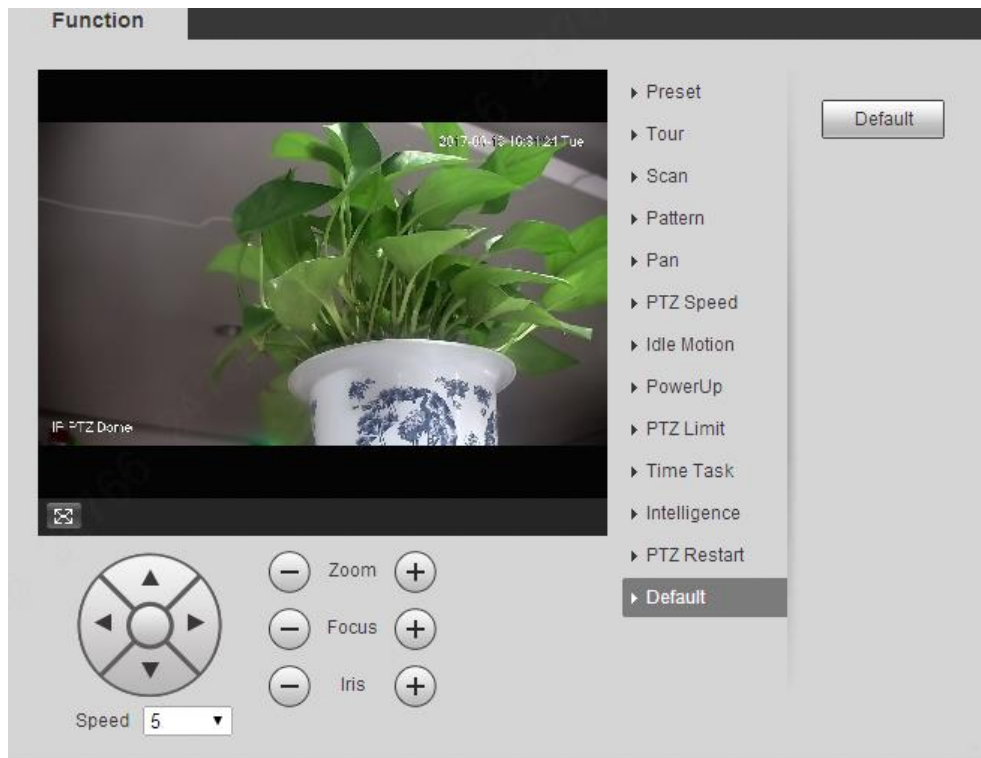 Function
Tue
PTZ Dome
Preset
Tour
Scan
Pattern
Pan
PTZ Speed
Idle Motion
PowerUp
PTZ Limit
Time Task
Intelligence
PTZ Restart
Default
Default
Zoom
Focus
Iris
Speed 5